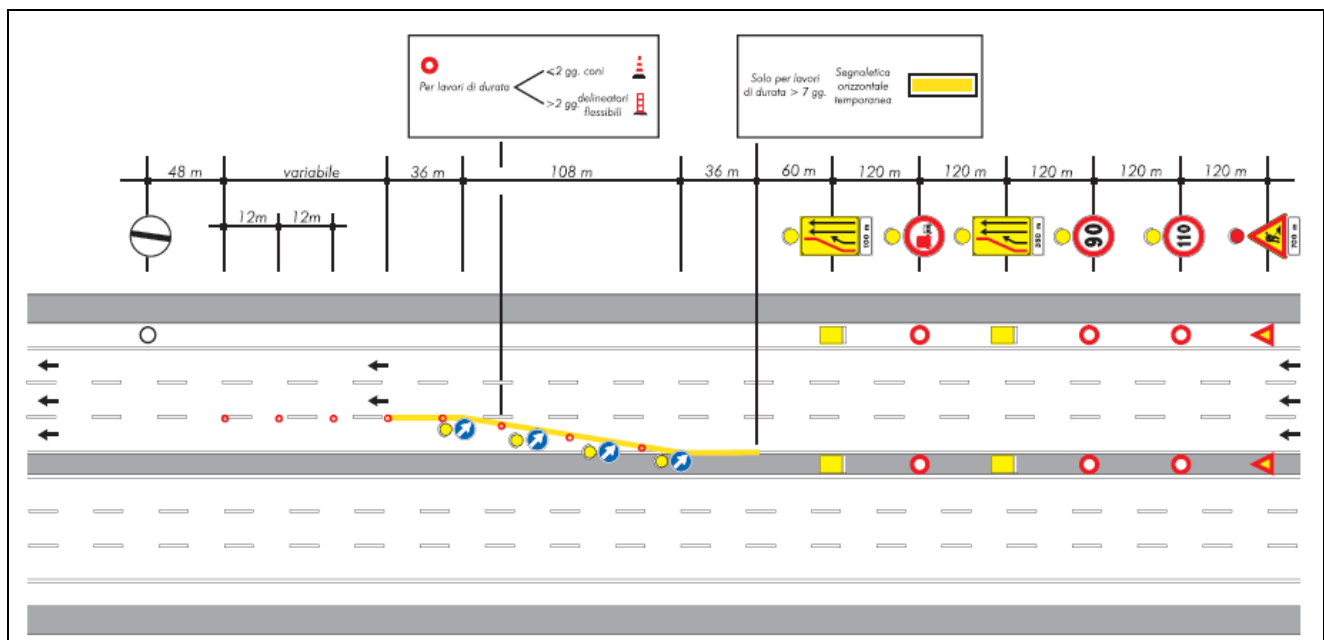 Per lavori di durata
<2 gg. coni
>2 gg. delineatori
flessibili
Solo per lavori
di durata > 7 gg.
Segnaletica
orizzontale
temporanea
48 m
variabile
36 m
108 m
36 m
60 m
120 m
120 m
120 m
120 m
120 m
12m
12m
100 m
90
110
700 m